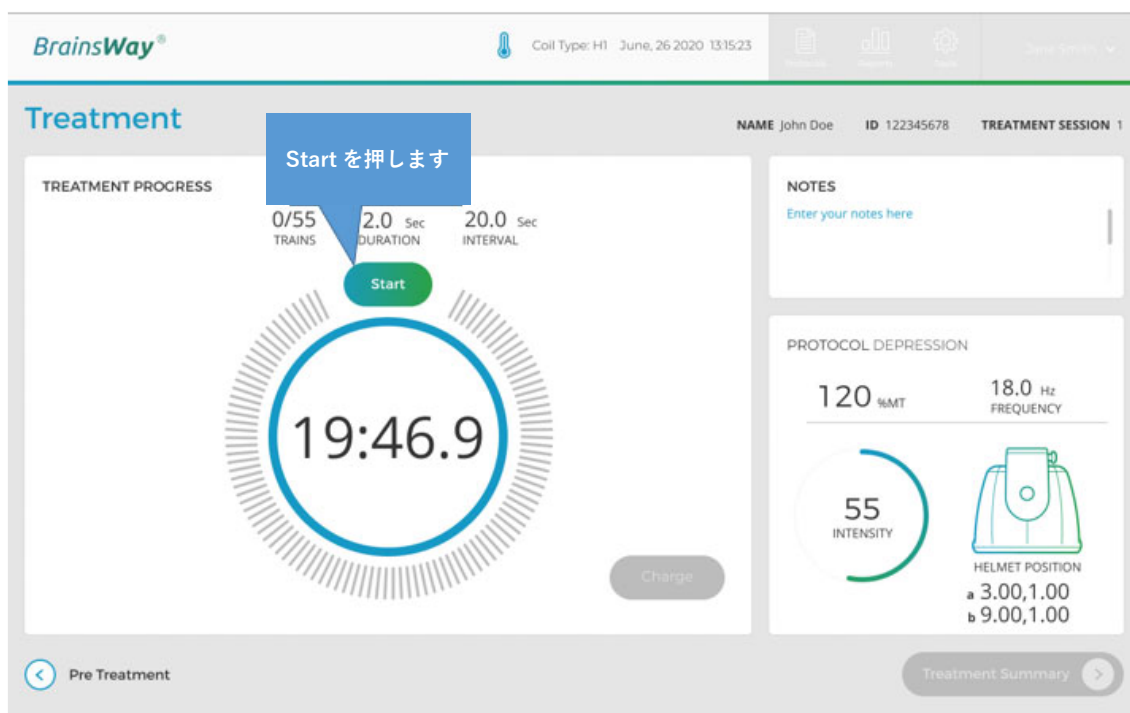 BrainsWay®
Coil Type: H1 June, 26 2020 13:15:23
Jane Smith
Treatment
NAME John Doe ID 122345678 TREATMENT SESSION 1
Start を押します
TREATMENT PROGRESS
0/55 2.0 Sec 20.0 Sec
TRAINS DURATION INTERVAL
Start
19:46.9
Charge
NOTES
Enter your notes here
PROTOCOL DEPRESSION
120 %MT
18.0 Hz
FREQUENCY
55
INTENSITY
HELMET POSITION
a 3.00,1.00
b 9.00,1.00
Pre Treatment
Treatment Summary